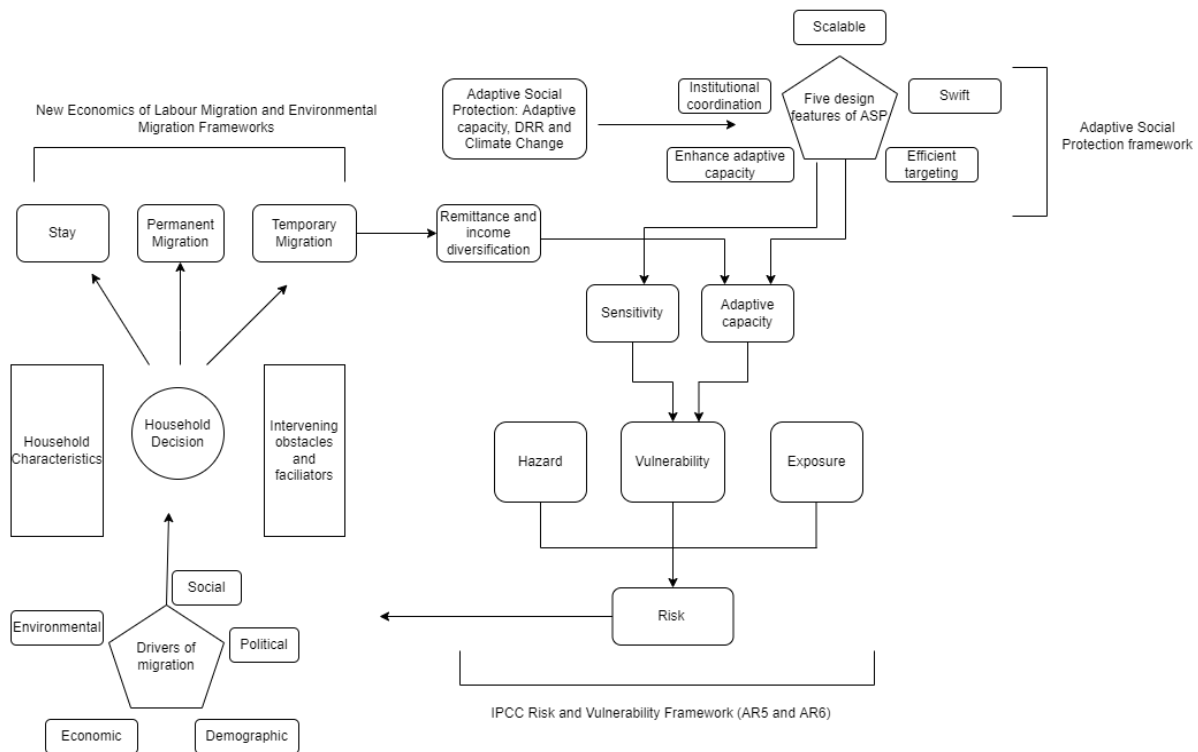 Scalable
Adaptive Social
Protection: Adaptive
capacity, DRR and
Climate Change
Institutional
coordination
Five design
features of ASP
Swift
Enhance adaptive
capacity
Efficient
targeting
Adaptive Social
Protection framework
New Economics of Labour Migration and Environmental
Migration Frameworks
Stay
Permanent
Migration
Temporary
Migration
Remittance and
income
diversification
Sensitivity
Adaptive
capacity
Household
Characteristics
Household
Decision
Intervening
obstacles
and
faciliators
Hazard
Vulnerability
Exposure
Social
Environmental
Drivers of
migration
Political
Economic
Demographic
Risk
IPCC Risk and Vulnerability Framework (AR5 and AR6)